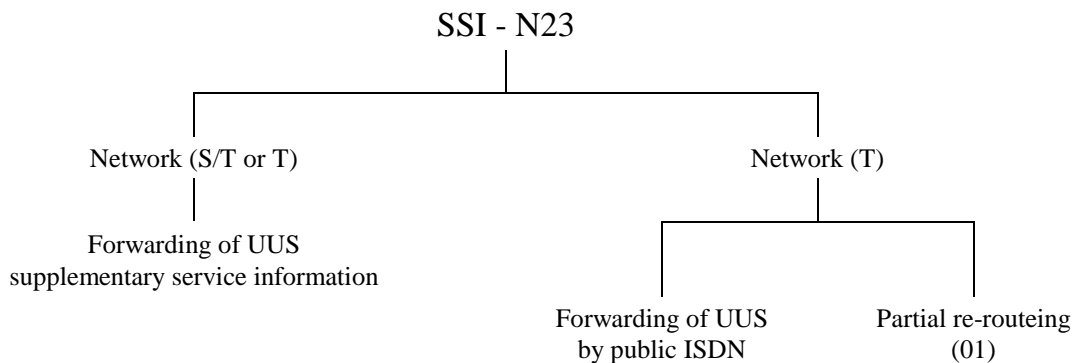 SSI - N23
Network (S/T or T)
Network (T)
Forwarding of UUS
supplementary service information
Forwarding of UUS
by public ISDN
Partial re-routeing
(01)